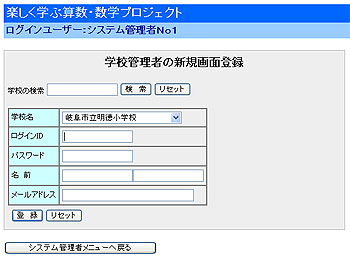 楽しく学ぶ算数・数学プロジェクト
ログインユーザー：システム管理者No1
学校管理者の新規画面登録
学校の検索 検 索 リセット
学校名 岐阜市立明徳小学校
ログインID
パスワード
名 前
メールアドレス
登 録 リセット
システム管理者メニューへ戻る